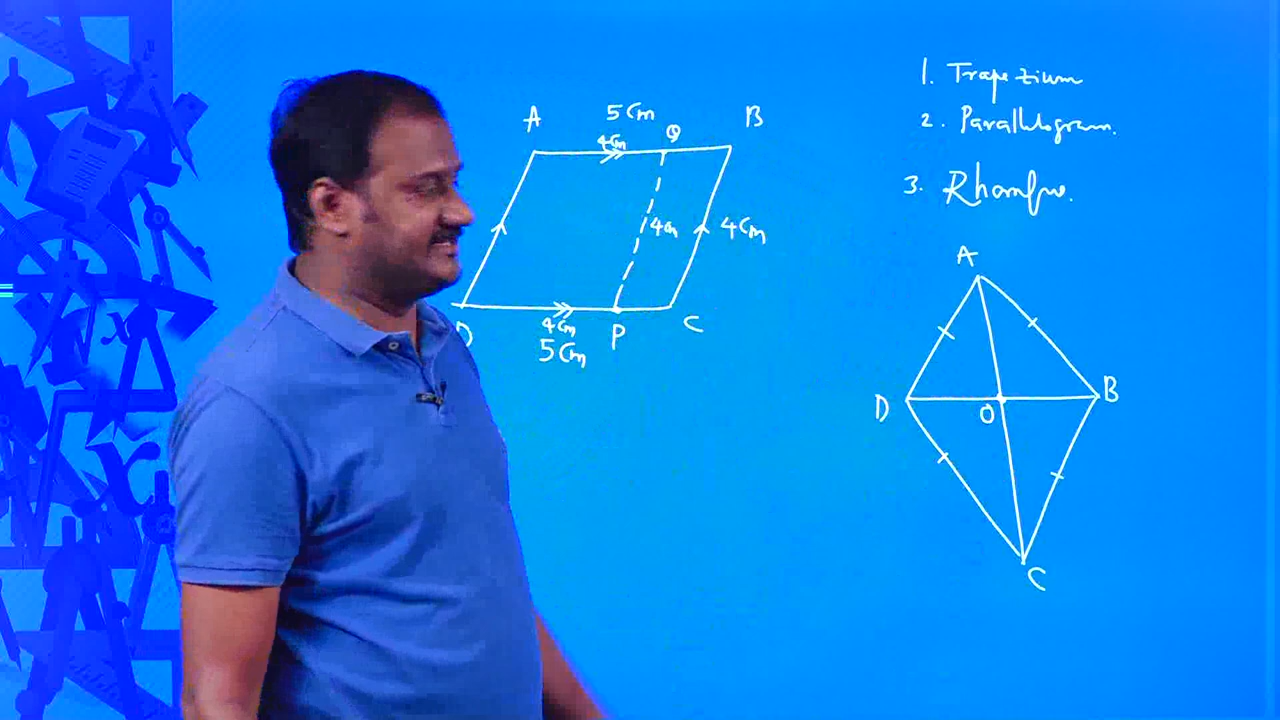 1. Trapezium
2. Parallelogram.
3. Rhombus.
A 5Cm B
4Cm Q
4Cm 4Cm
D 4Cm P C
5Cm
A
D O B
C